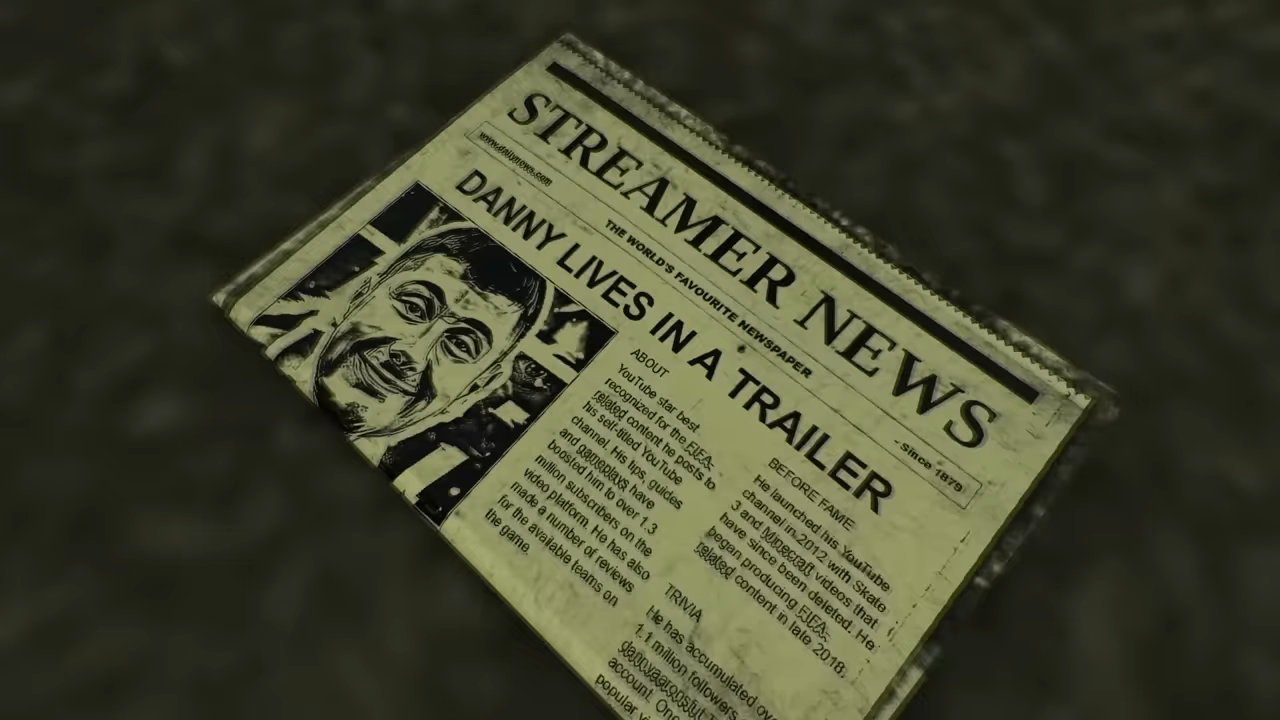 STREAMER NEWS
www.dailynews.com
THE WORLD'S FAVOURITE NEWSPAPER
- Since 1879
DANNY LIVES IN A TRAILER
ABOUT
YouTube star best
recognized for the FIFA-
related content he posts to
his self-titled YouTube
channel. His tips, guides
and gameplays have
boosted him to over 1.3
million subscribers on the
video platform. He has also
made a number of reviews
for the available teams on
the game.
BEFORE FAME
He launched his YouTube
channel in 2012 with Skate
3 and Minecraft videos that
have since been deleted. He
began producing FIFA-
related content in late 2018.
TRIVIA
He has accumulated over
1.1 million followers
account. One
popular